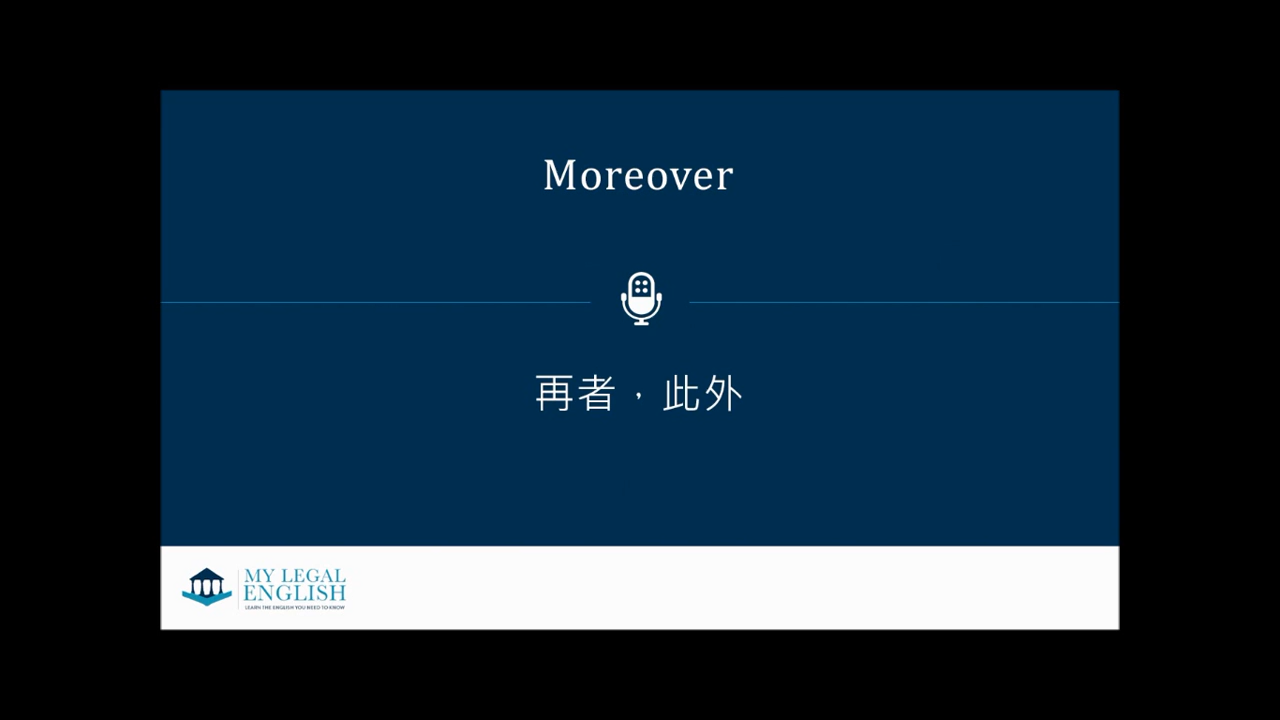 Moreover
再者，此外
MY LEGAL
ENGLISH
LEARN THE ENGLISH YOU NEED TO KNOW